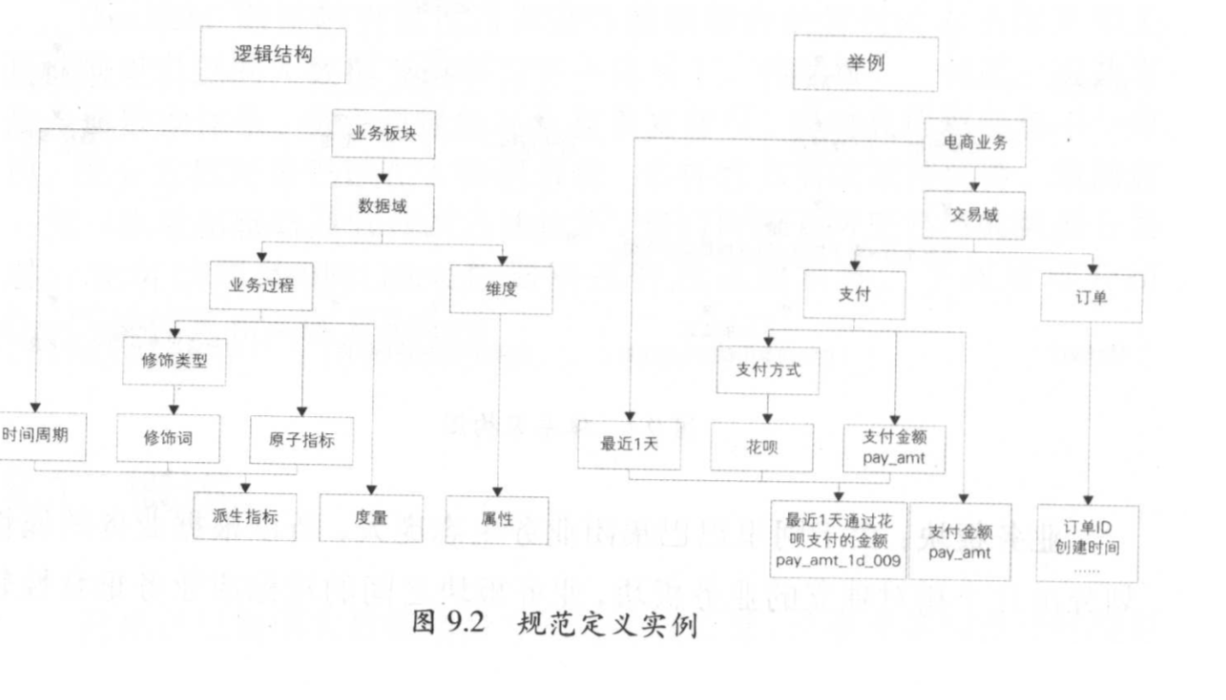 逻辑结构
举例
业务板块
数据域
业务过程
维度
修饰类型
时间周期
修饰词
原子指标
派生指标
度量
属性
电商业务
交易域
支付
订单
支付方式
最近1天
花呗
支付金额
pay_amt
最近1天通过花
呗支付的金额
pay_amt_1d_009
支付金额
pay_amt
订单ID
创建时间
……
图 9.2 规范定义实例